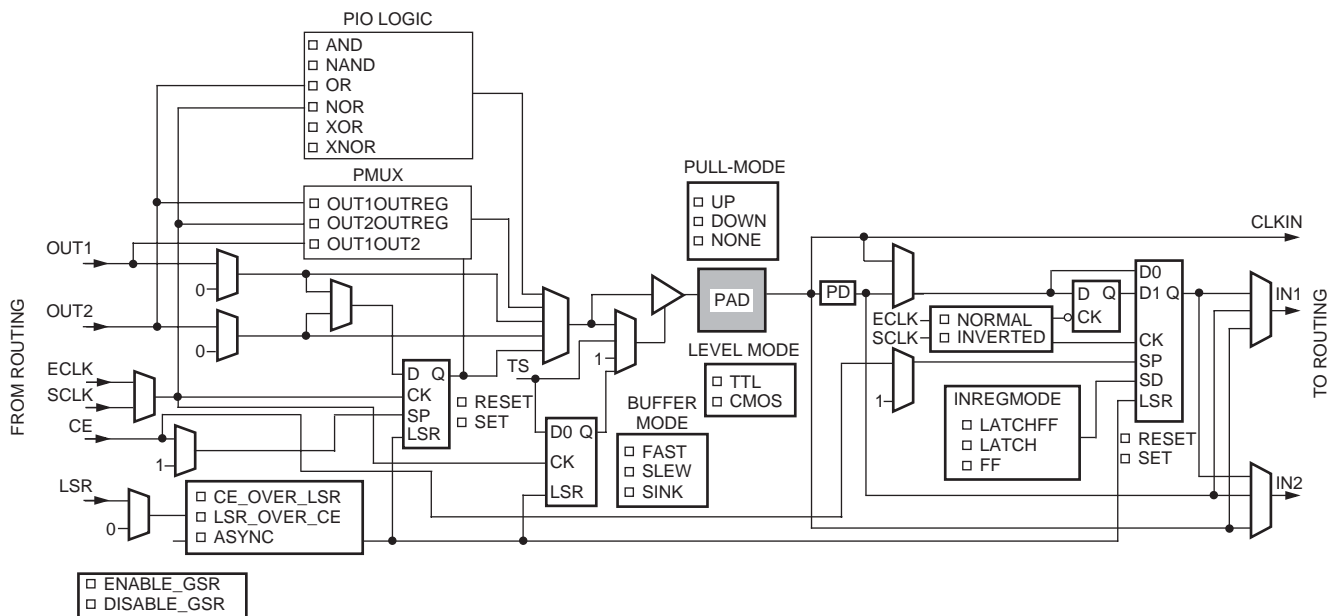 PIO LOGIC
AND
NAND
OR
NOR
XOR
XNOR
PMUX
OUT1OUTREG
OUT2OUTREG
OUT1OUT2
PULL-MODE
UP
DOWN
NONE
CLKIN
OUT1
0
OUT2
0
PAD
PD
D0
D1 Q
CK
SP
SD
LSR
D Q
CK
IN1
ECLK
SCLK
NORMAL
INVERTED
FROM ROUTING
TO ROUTING
ECLK
SCLK
CE
1
D Q
CK
SP
LSR
RESET
SET
TS
1
LEVEL MODE
TTL
CMOS
1
BUFFER
MODE
FAST
SLEW
SINK
D0 Q
CK
LSR
INREGMODE
LATCHFF
LATCH
FF
RESET
SET
IN2
LSR
0
CE_OVER_LSR
LSR_OVER_CE
ASYNC
ENABLE_GSR
DISABLE_GSR